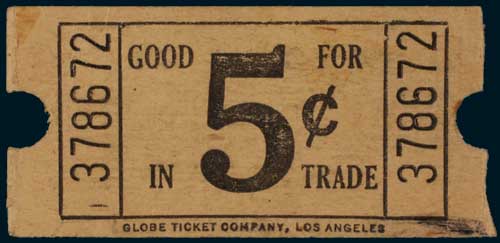 378672
GOOD FOR
5¢
IN TRADE
378672
GLOBE TICKET COMPANY, LOS ANGELES